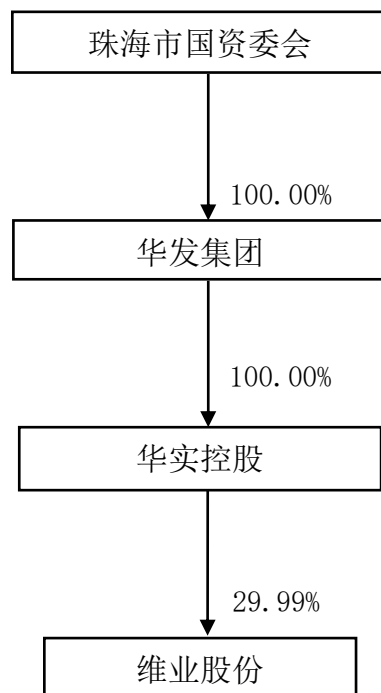 珠海市国资委会
100.00%
华发集团
100.00%
华实控股
29.99%
维业股份